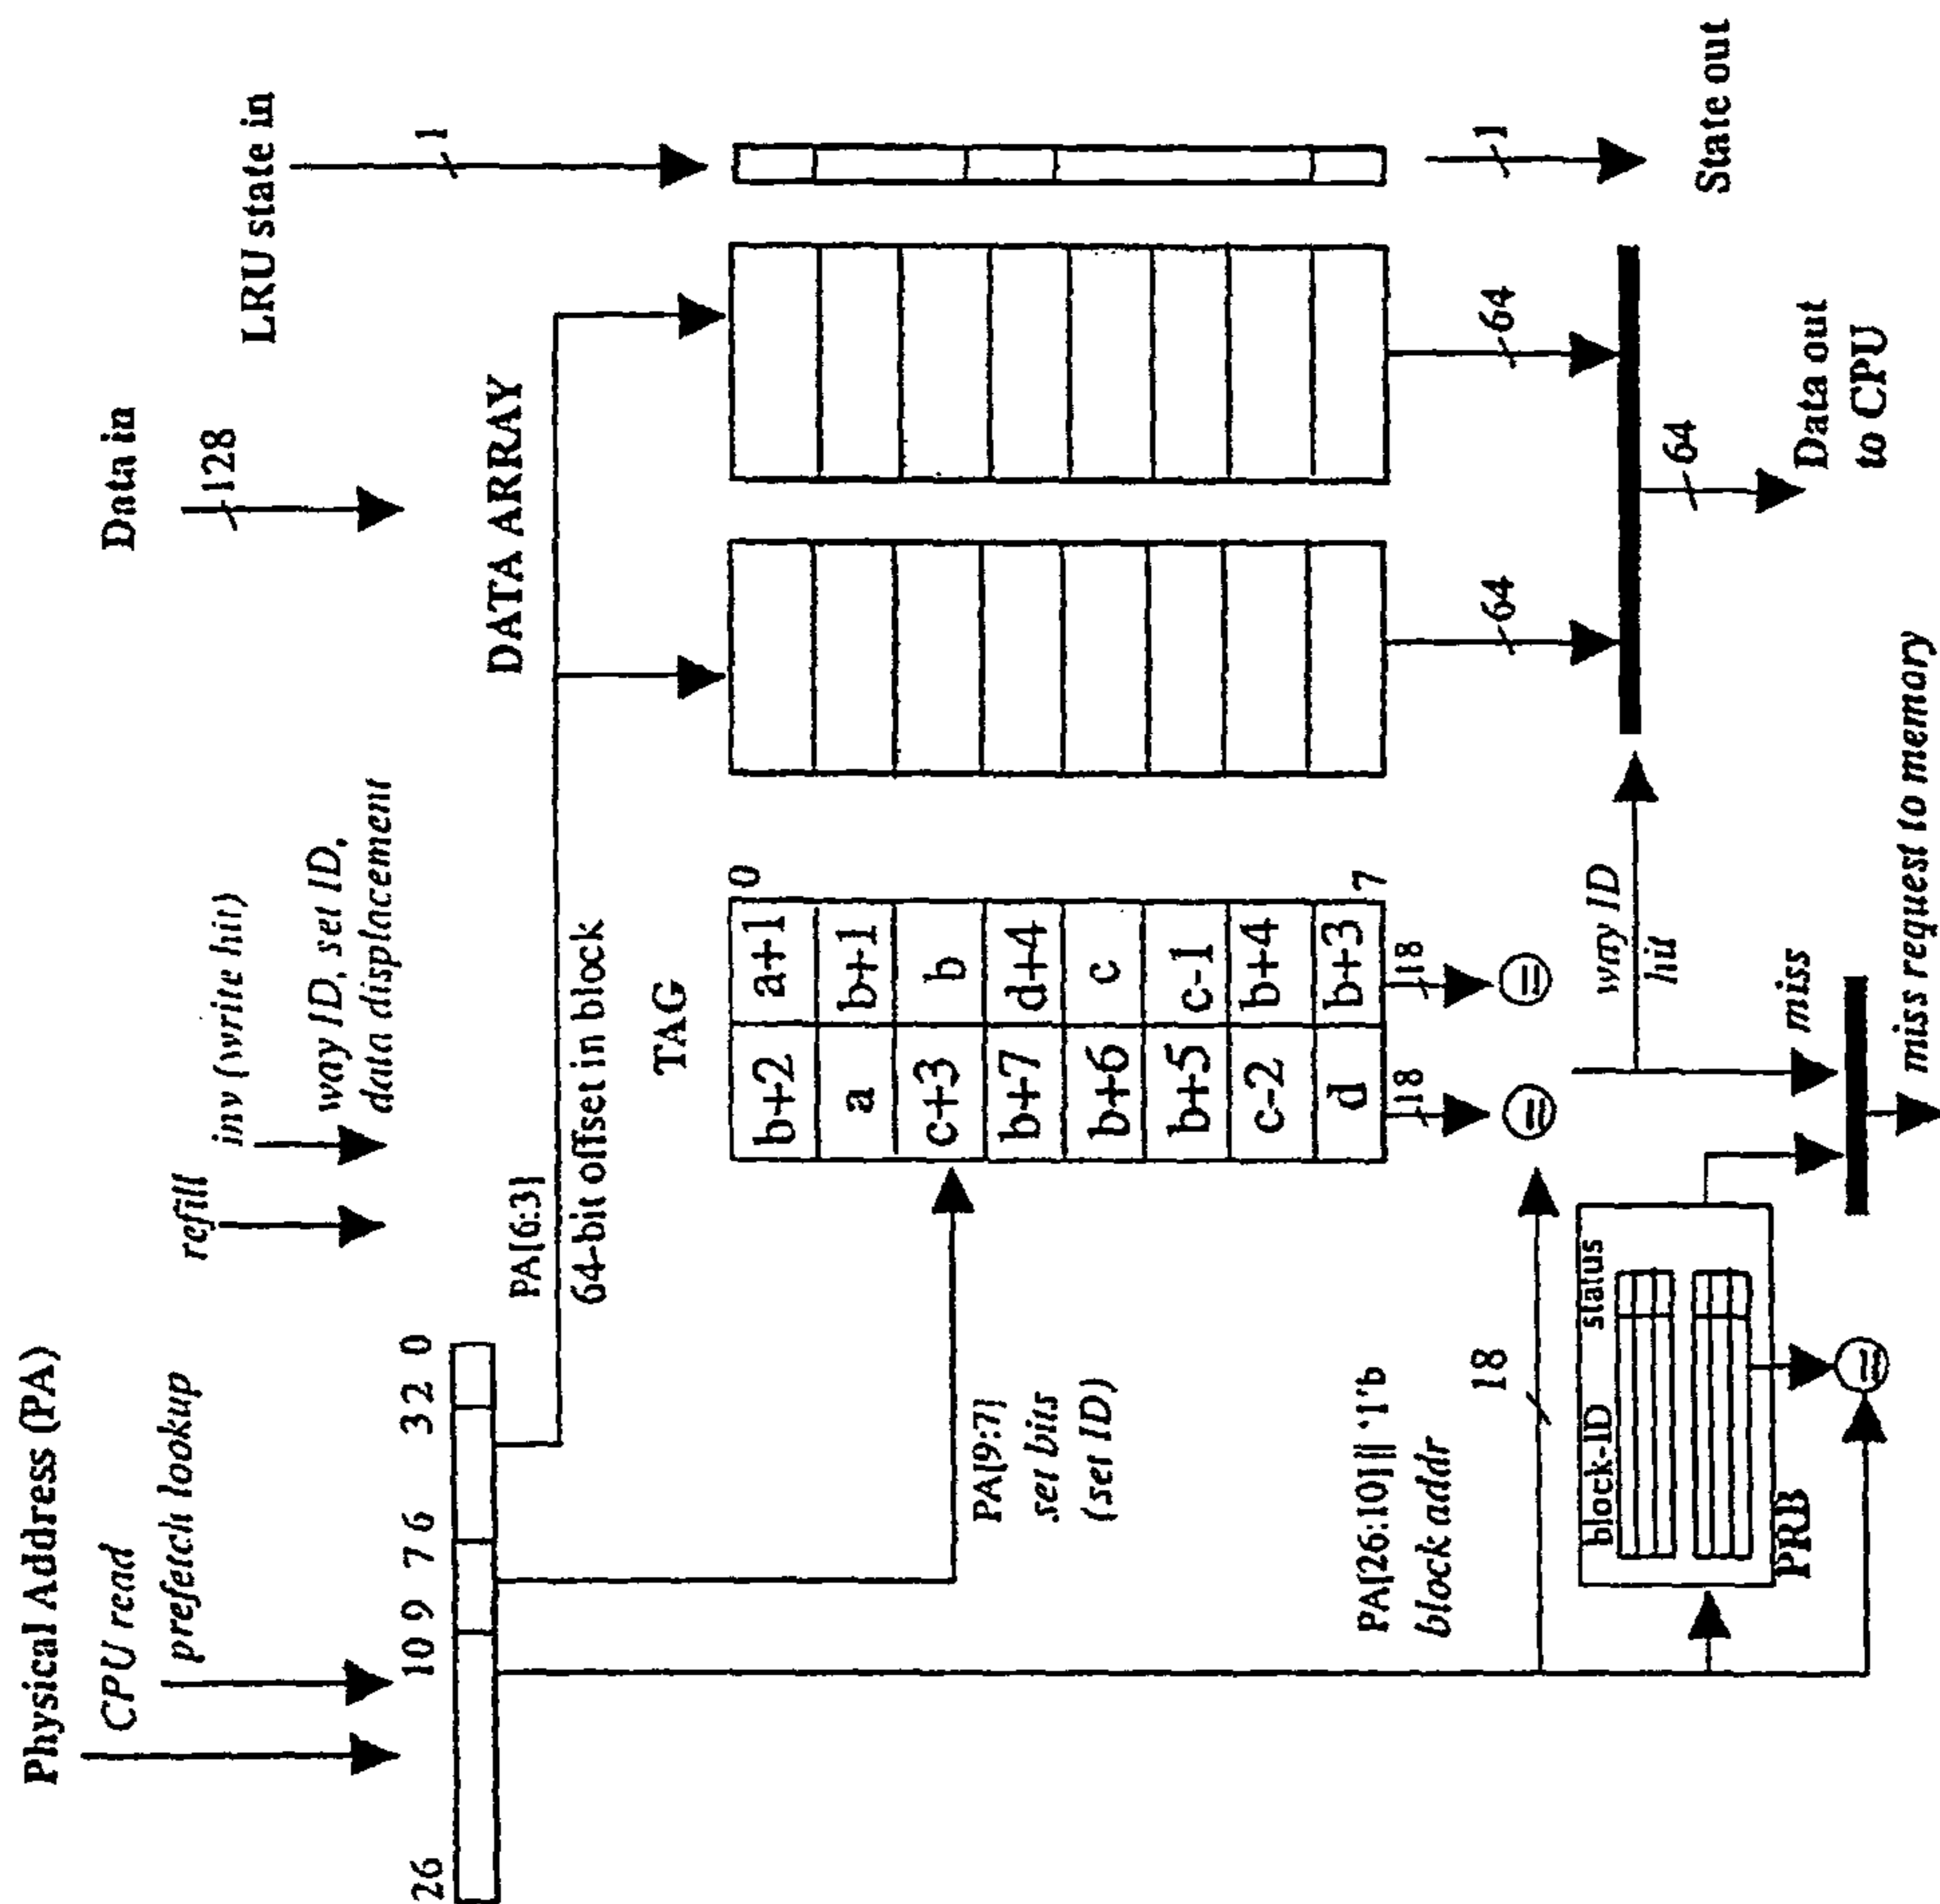 Physical Address (PA)
CPU read
prefetch lookup
refill
inv (write hit)
way ID, set ID,
data displacement
Data in
128
LRU state in
1
26
10 9
7 6
3 2
0
PA[6:3]
64-bit offset in block
DATA ARRAY
TAG
0
b+2 a+1
a b+1
c+3 b
b+7 d+4
b+6 c
b+5 c-1
c-2 b+4
d b+3
7
18
18
=
=
PA[9:7]
set bits
(set ID)
PA[26:10]|| '1'b
block addr
18
block-ID
status
PRB
=
way ID
hit
miss
miss request to memory
64
64
64
Data out
to CPU
1
State out